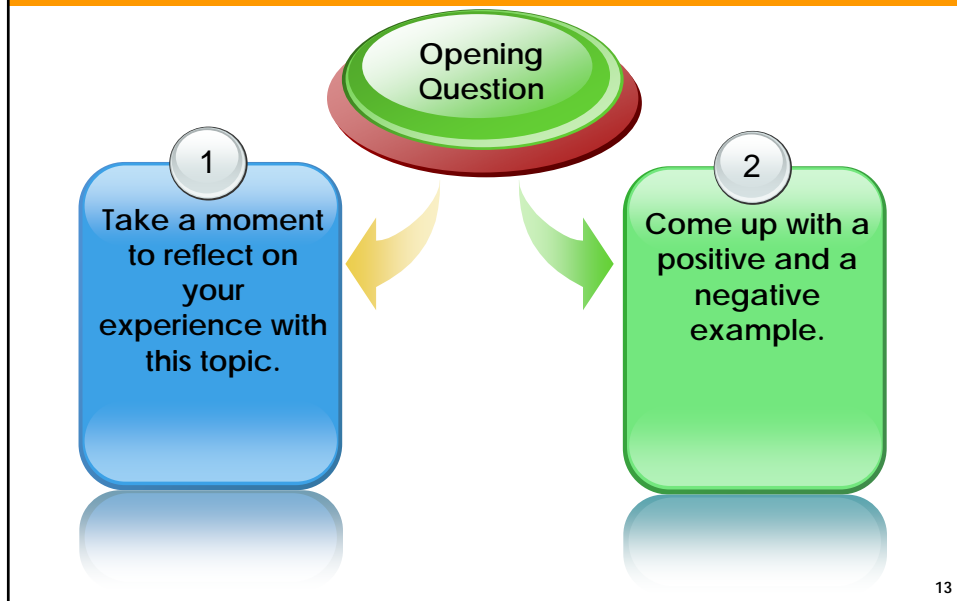 Opening
Question
1
Take a moment
to reflect on
your
experience with
this topic.
2
Come up with a
positive and a
negative
example.
13